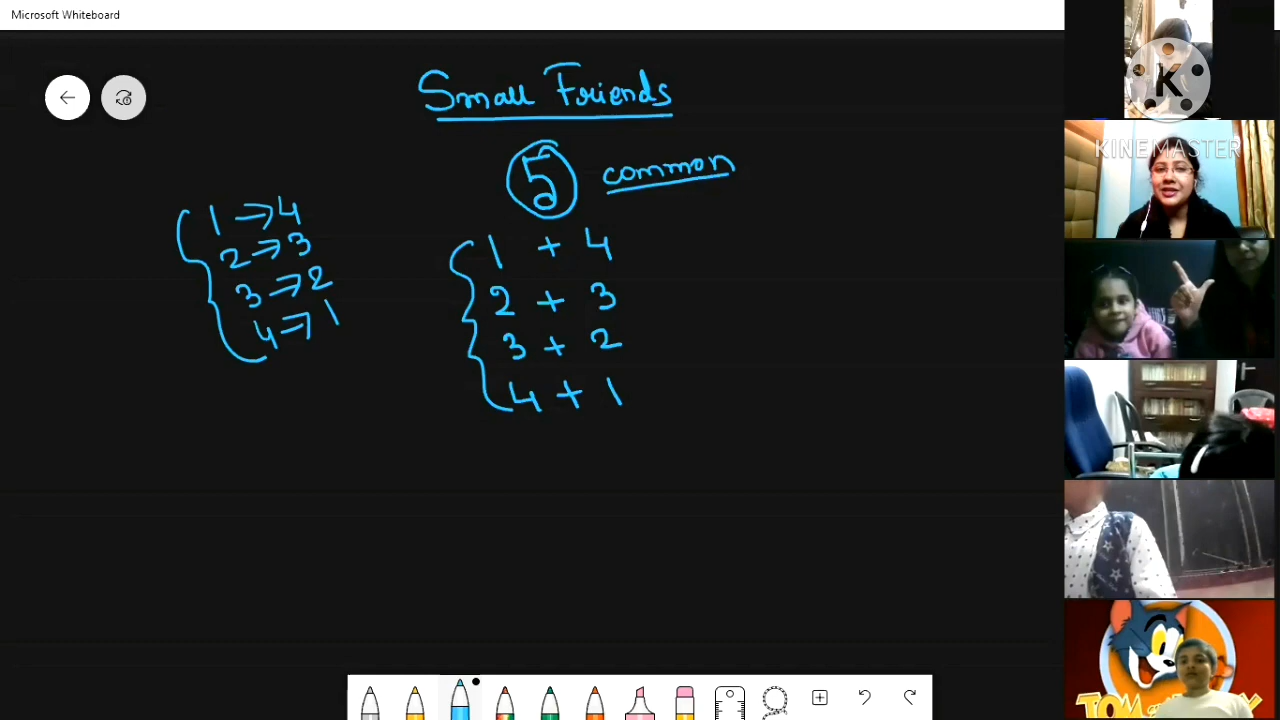 Microsoft Whiteboard
Small Friends
5 common
1 → 4
2 → 3
3 → 2
4 → 1
1 + 4
2 + 3
3 + 2
4 + 1
K
KINEMASTER
TOM